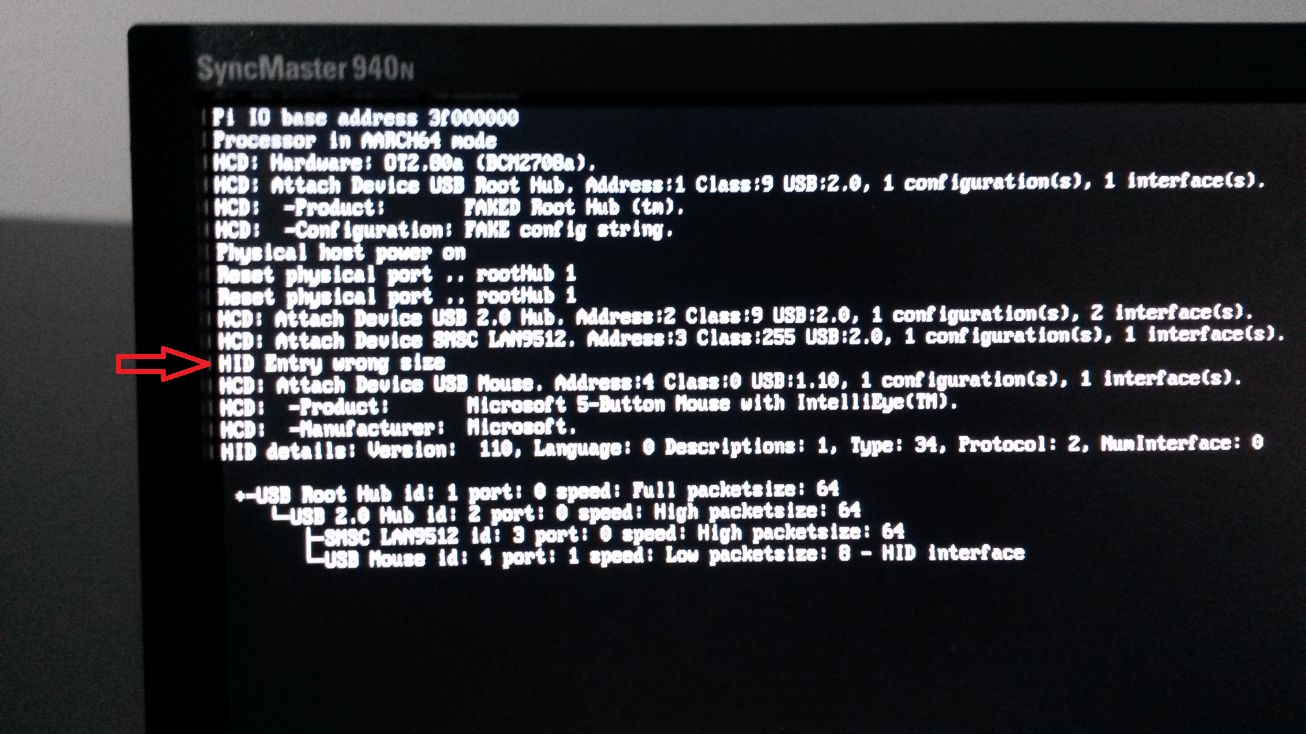 SyncMaster 940N
Pi IO base address 3f000000
Processor in AARCH64 mode
HCD: Hardware: OT2.80a (BCM2708a).
HCD: Attach Device USB Root Hub. Address:1 Class:9 USB:2.0, 1 configuration(s), 1 interface(s).
HCD:  -Product:       FAKED Root Hub (tm).
HCD:  -Configuration: FAKE config string.
Physical host power on
Reset physical port .. rootHub 1
Reset physical port .. rootHub 1
HCD: Attach Device USB 2.0 Hub. Address:2 Class:9 USB:2.0, 1 configuration(s), 2 interface(s).
HCD: Attach Device SMSC LAN9512. Address:3 Class:255 USB:2.0, 1 configuration(s), 1 interface(s).
HID Entry wrong size
HCD: Attach Device USB Mouse. Address:4 Class:0 USB:1.10, 1 configuration(s), 1 interface(s).
HCD:  -Product:       Microsoft 5-Button Mouse with IntelliEye(TM).
HCD:  -Manufacturer:  Microsoft.
HID details: Version:  110, Language: 0 Descriptions: 1, Type: 34, Protocol: 2, NumInterface: 0
+-USB Root Hub id: 1 port: 0 speed: Full packetsize: 64
└─USB 2.0 Hub id: 2 port: 0 speed: High packetsize: 64
├─SMSC LAN9512 id: 3 port: 0 speed: High packetsize: 64
└─USB Mouse id: 4 port: 1 speed: Low packetsize: 8 - HID interface